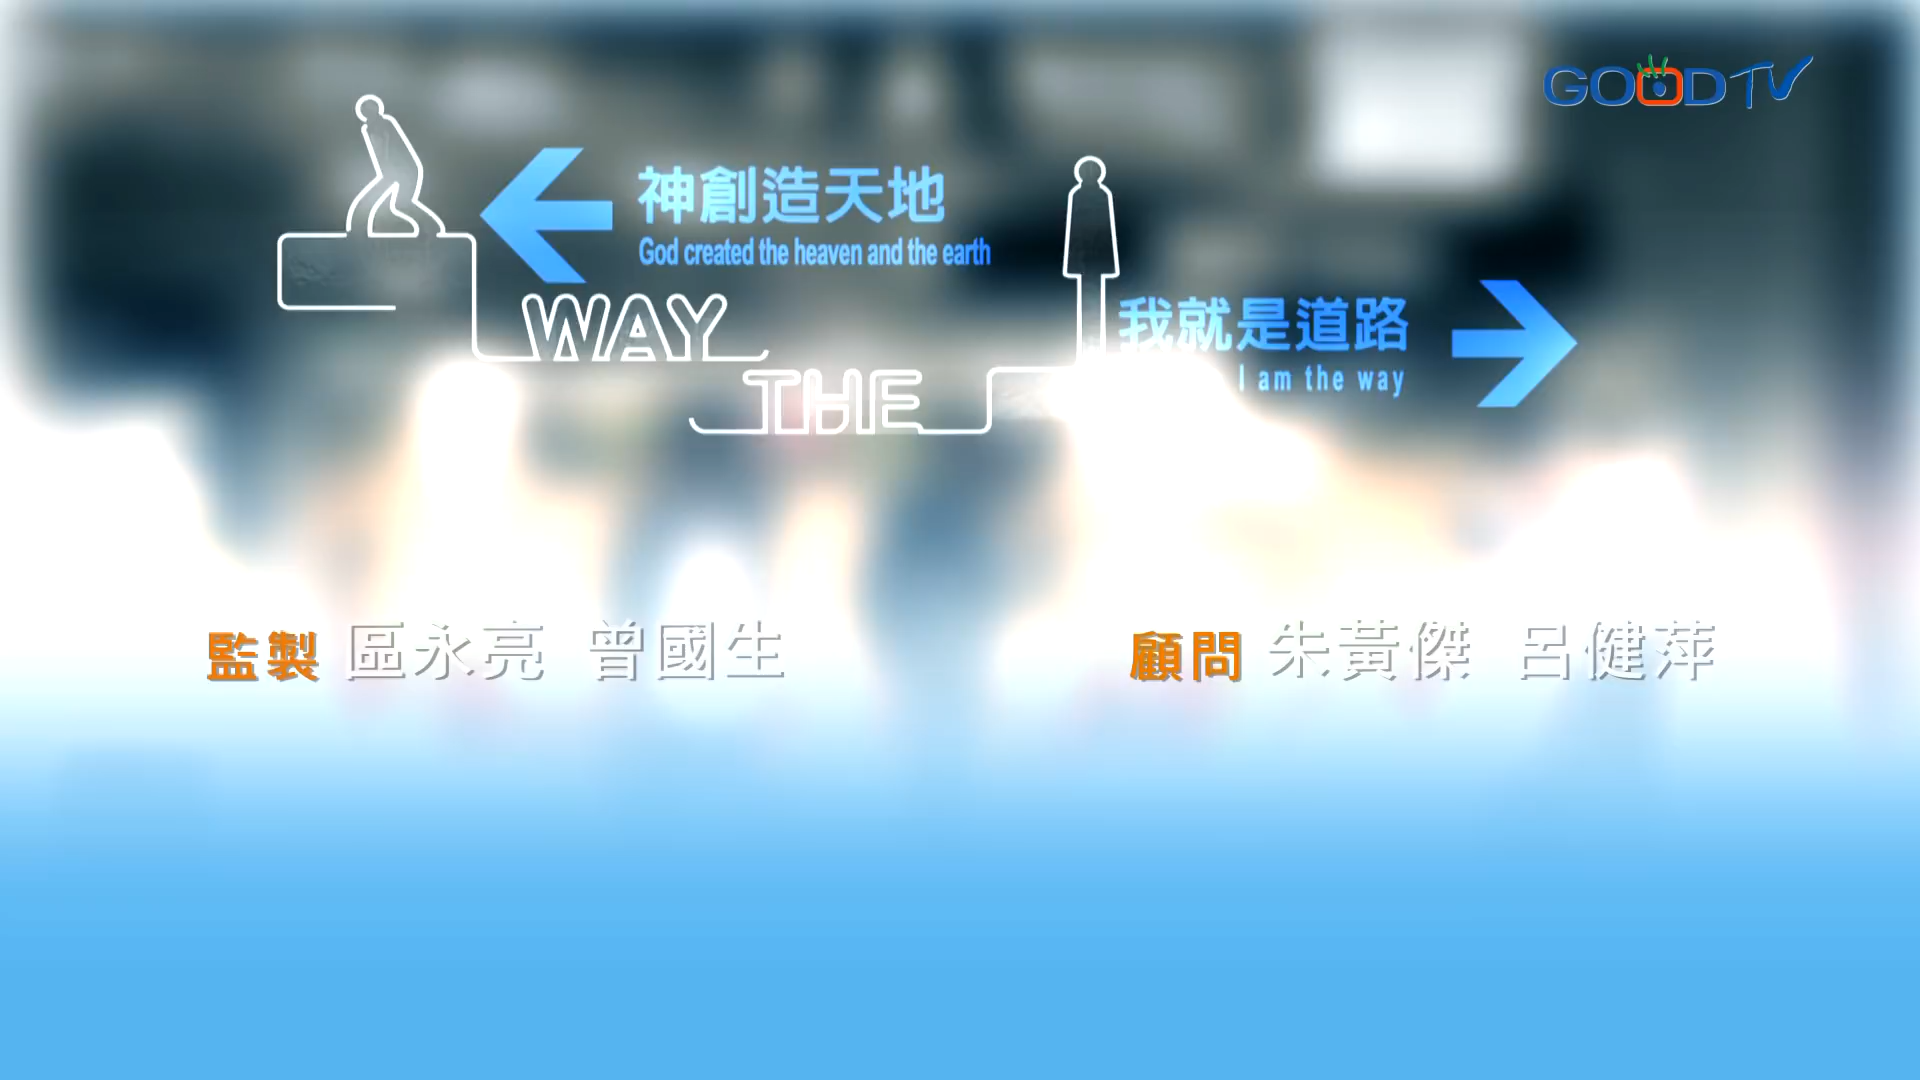 GOOD TV
神創造天地
God created the heaven and the earth
WAY
我就是道路
I am the way
THE
監製 區永亮 曾國生
顧問 朱黃傑 呂健萍